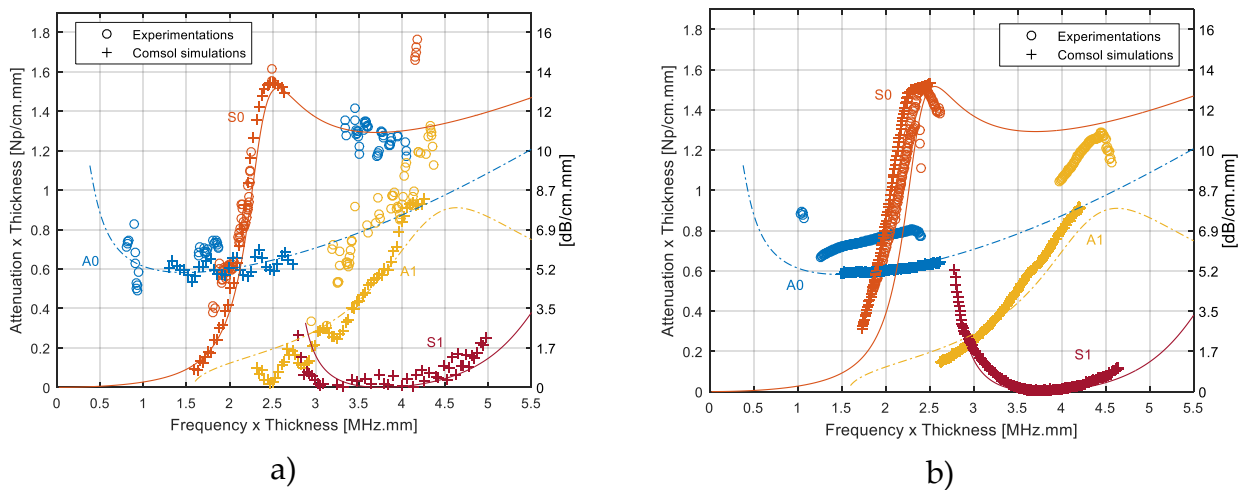 Experimentations
Comsol simulations
S0
A0
A1
S1
1.8
1.6
1.4
1.2
1
0.8
0.6
0.4
0.2
0
16
14
12
10
8.7
6.9
5.2
3.5
1.7
0
0 0.5 1 1.5 2 2.5 3 3.5 4 4.5 5 5.5
Attenuation x Thickness [Np/cm.mm]
[dB/cm.mm]
Frequency x Thickness [MHz.mm]
a)
Experimentations
Comsol simulations
S0
A0
A1
S1
1.8
1.6
1.4
1.2
1
0.8
0.6
0.4
0.2
0
16
14
12
10
8.7
6.9
5.2
3.5
1.7
0
0 0.5 1 1.5 2 2.5 3 3.5 4 4.5 5 5.5
Attenuation x Thickness [Np/cm.mm]
[dB/cm.mm]
Frequency x Thickness [MHz.mm]
b)